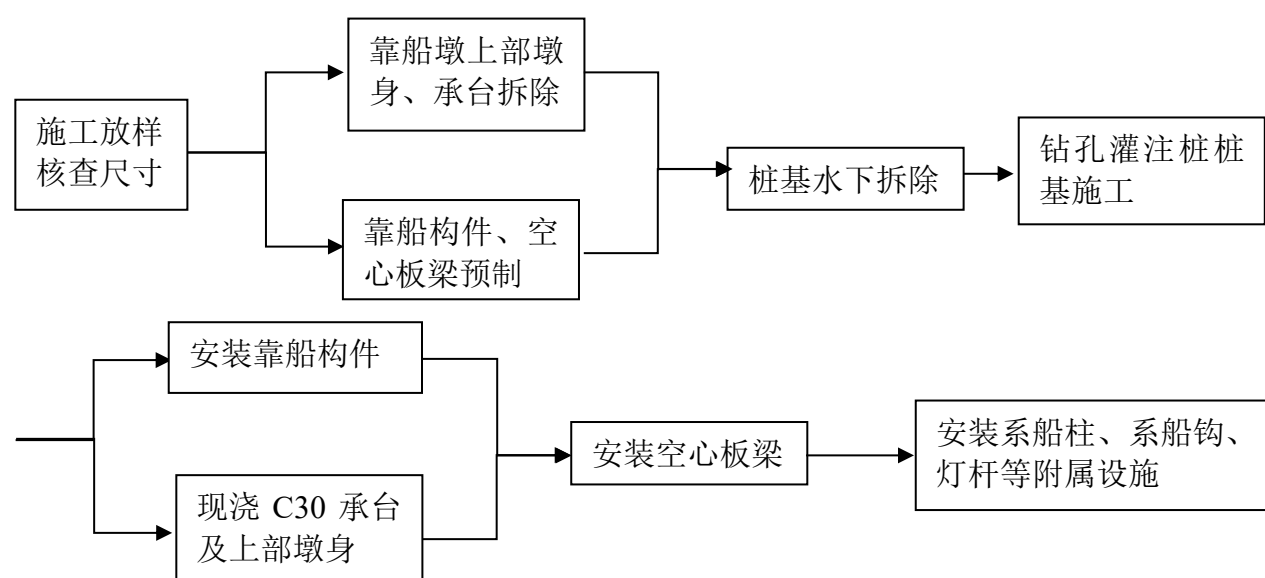 施工放样
核查尺寸
靠船墩上部墩
身、承台拆除
靠船构件、空
心板梁预制
桩基水下拆除
钻孔灌注桩桩
基施工
安装靠船构件
现浇 C30 承台
及上部墩身
安装空心板梁
安装系船柱、系船钩、
灯杆等附属设施